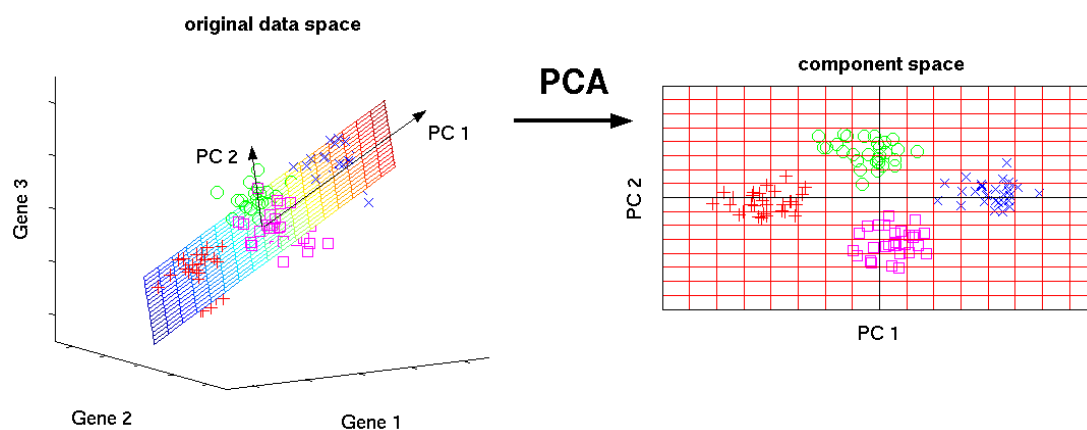 original data space
PC 1
PC 2
Gene 3
Gene 2
Gene 1
PCA
component space
PC 2
PC 1